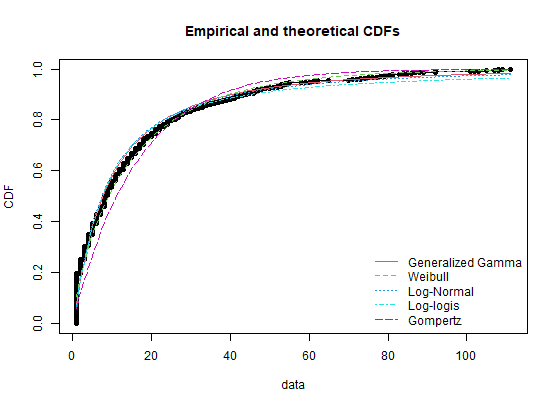 Empirical and theoretical CDFs
CDF
1.0
0.8
0.6
0.4
0.2
0.0
Generalized Gamma
Weibull
Log-Normal
Log-logis
Gompertz
0 20 40 60 80 100
data